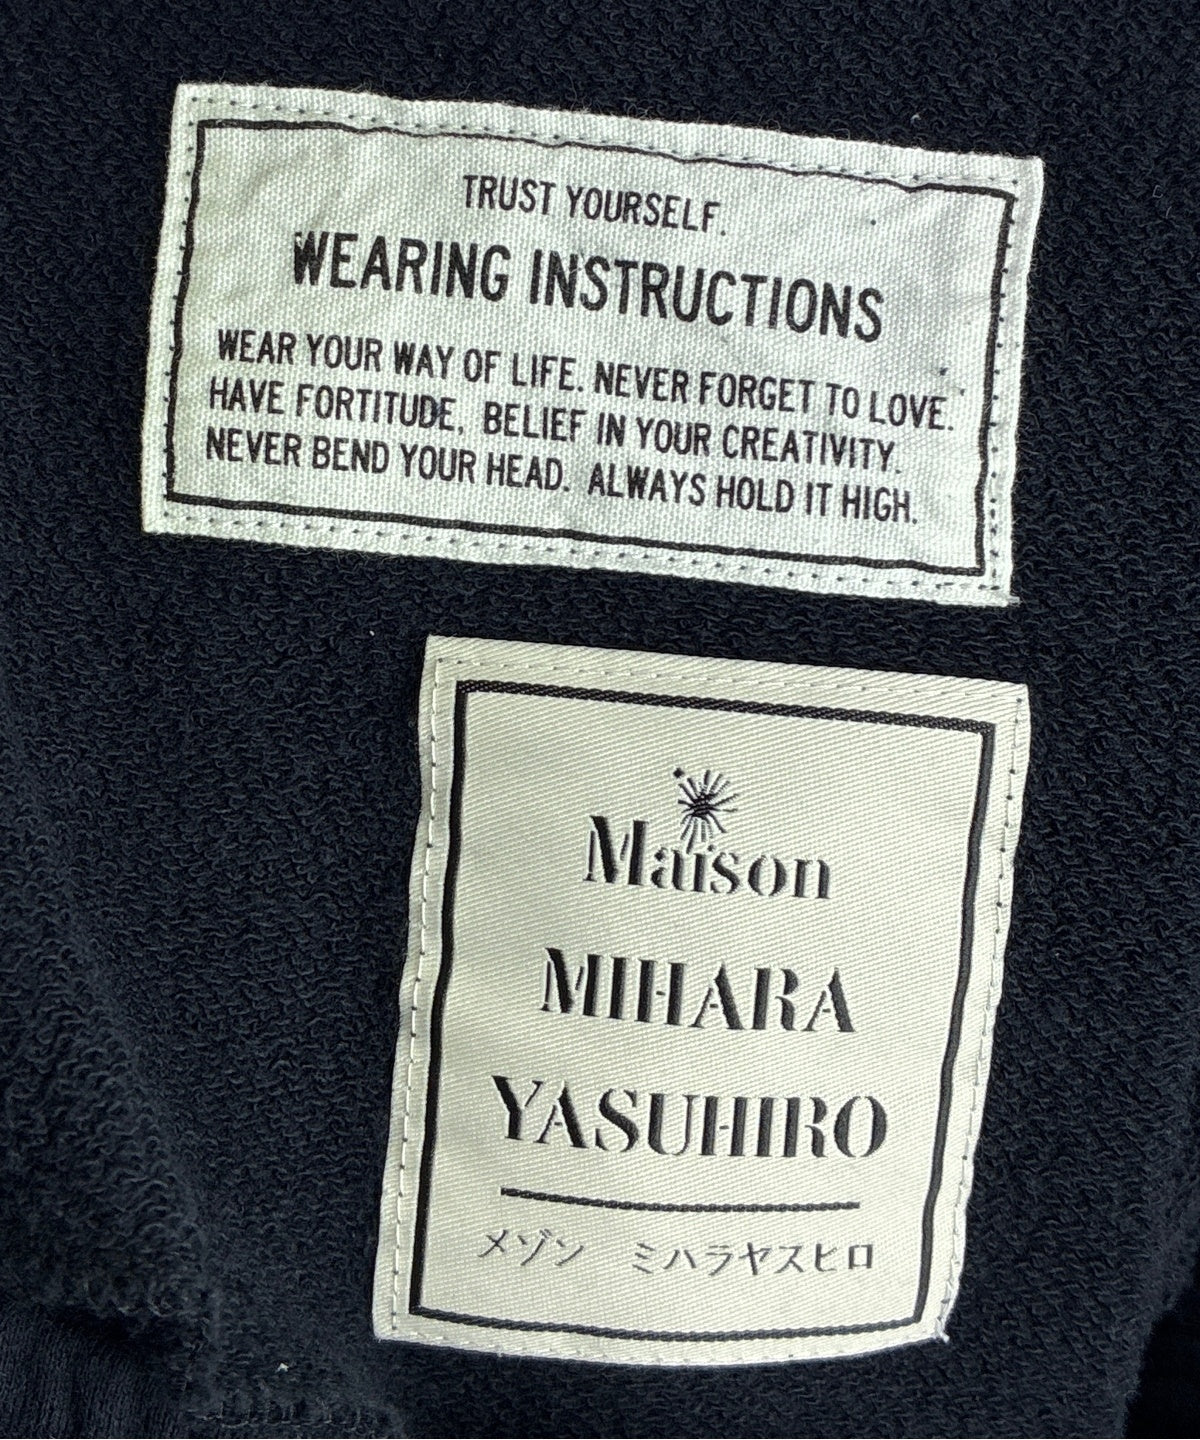 TRUST YOURSELF.
WEARING INSTRUCTIONS
WEAR YOUR WAY OF LIFE. NEVER FORGET TO LOVE.
HAVE FORTITUDE. BELIEF IN YOUR CREATIVITY.
NEVER BEND YOUR HEAD. ALWAYS HOLD IT HIGH.
Maison
MIHARA
YASUHIRO
メゾン ミハラヤスヒロ